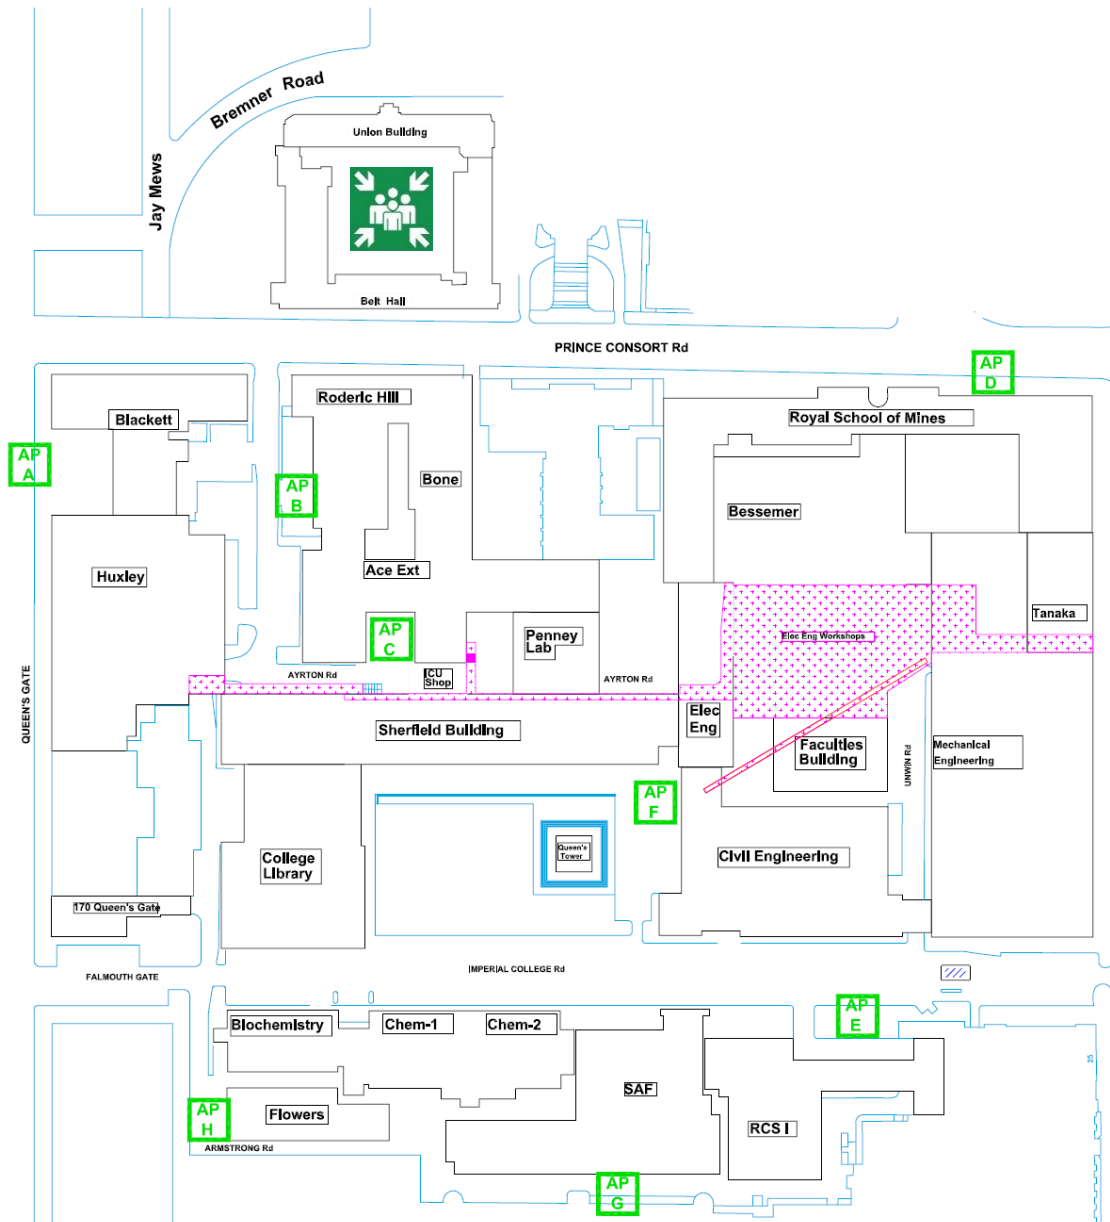 Bremner Road
Jay Mews
Union Building
Belt Hall
PRINCE CONSORT Rd
AP
D
Roderic Hill
Blackett
Royal School of Mines
AP
A
Bone
AP
B
Bessemer
Huxley
Ace Ext
Tanaka
AP
C
Penney
Lab
Elec Eng Workshops
QUEEN'S GATE
AYRTON Rd
ICU
Shop
AYRTON Rd
Elec
Eng
Sherfield Building
Faculties
Building
UNWIN Rd
Mechanical
Engineering
AP
F
Queen's
Tower
College
Library
Civil Engineering
170 Queen's Gate
FALMOUTH GATE
IMPERIAL COLLEGE Rd
AP
E
Biochemistry
Chem-1
Chem-2
25
SAF
AP
H
Flowers
RCS I
ARMSTRONG Rd
AP
G